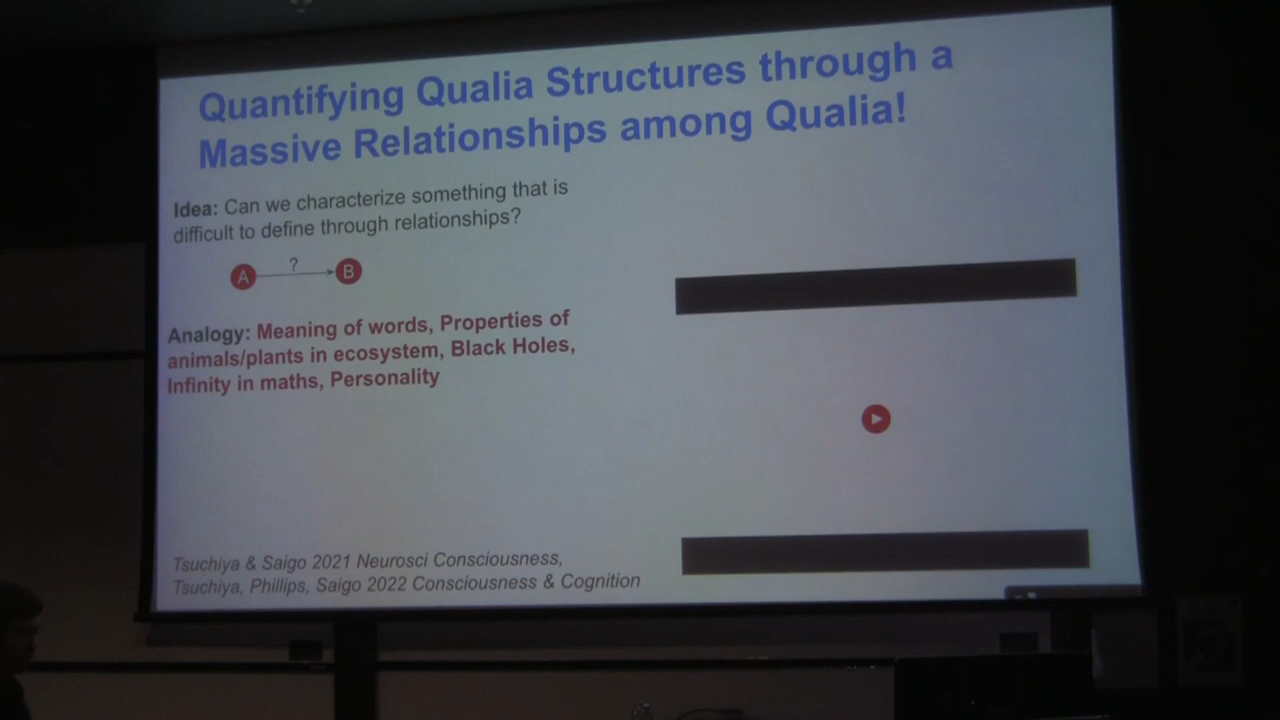 Quantifying Qualia Structures through a
Massive Relationships among Qualia!
Idea: Can we characterize something that is
difficult to define through relationships?
A ? B
Analogy: Meaning of words, Properties of
animals/plants in ecosystem, Black Holes,
Infinity in maths, Personality
Tsuchiya & Saigo 2021 Neurosci Consciousness,
Tsuchiya, Phillips, Saigo 2022 Consciousness & Cognition